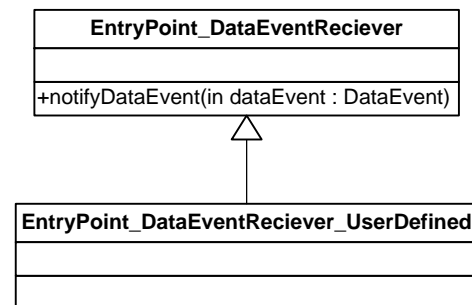 EntryPoint_DataEventReciever
+notifyDataEvent(in dataEvent : DataEvent)
EntryPoint_DataEventReciever_UserDefined